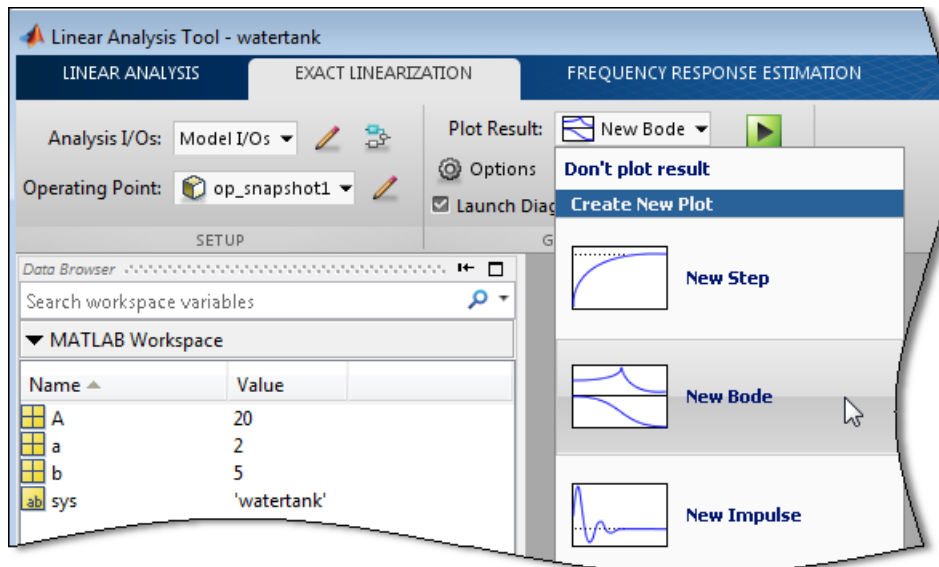 Linear Analysis Tool - watertank
LINEAR ANALYSIS
EXACT LINEARIZATION
FREQUENCY RESPONSE ESTIMATION
Analysis I/Os: Model I/Os
Operating Point: op_snapshot1
SETUP
Plot Result: New Bode
Options
Launch Diag
G
Don't plot result
Create New Plot
New Step
New Bode
New Impulse
Data Browser
Search workspace variables
MATLAB Workspace
Name Value
A 20
a 2
b 5
ab sys 'watertank'